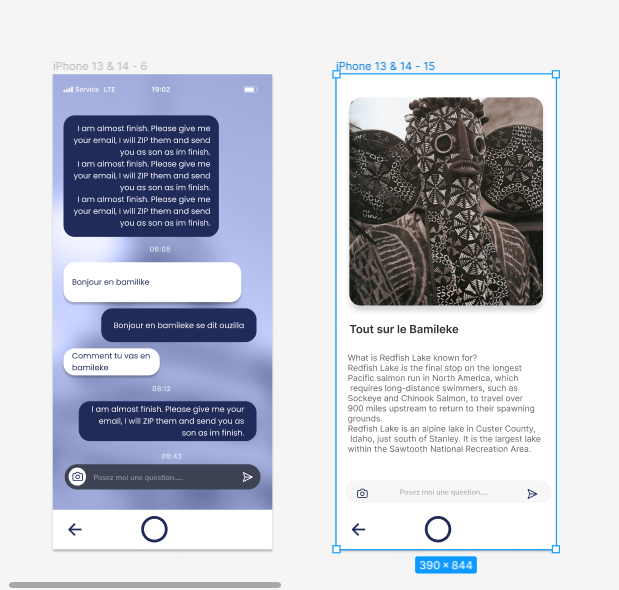 iPhone 13 & 14 - 6
Service LTE
19:02
I am almost finish. Please give me
your email, I will ZIP them and send
you as son as im finish.
I am almost finish. Please give me
your email, I will ZIP them and send
you as son as im finish.
I am almost finish. Please give me
your email, I will ZIP them and send
you as son as im finish.
08:05
Bonjour en bamilike
Bonjour en bamileke se dit ouzilla
Comment tu vas en
bamileke
08:12
I am almost finish. Please give me your
email, I will ZIP them and send you as
son as im finish.
08:43
Posez moi une question.....
iPhone 13 & 14 - 15
Tout sur le Bamileke
What is Redfish Lake known for?
Redfish Lake is the final stop on the longest
Pacific salmon run in North America, which
requires long-distance swimmers, such as
Sockeye and Chinook Salmon, to travel over
900 miles upstream to return to their spawning
grounds.
Redfish Lake is an alpine lake in Custer County,
Idaho, just south of Stanley. It is the largest lake
within the Sawtooth National Recreation Area.
Posez moi une question.....
390 × 844